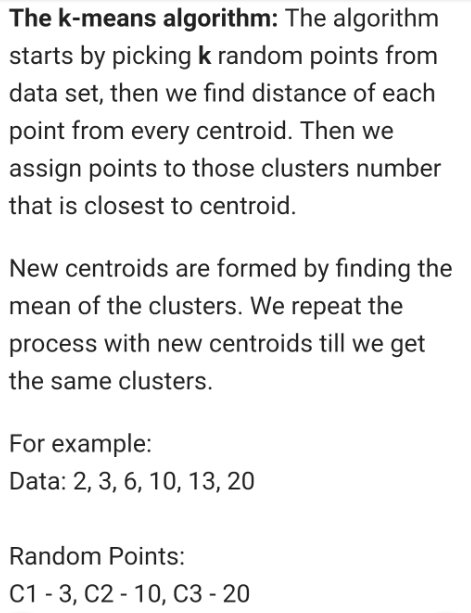 The k-means algorithm: The algorithm
starts by picking k random points from
data set, then we find distance of each
point from every centroid. Then we
assign points to those clusters number
that is closest to centroid.
New centroids are formed by finding the
mean of the clusters. We repeat the
process with new centroids till we get
the same clusters.
For example:
Data: 2, 3, 6, 10, 13, 20
Random Points:
C1 - 3, C2 - 10, C3 - 20